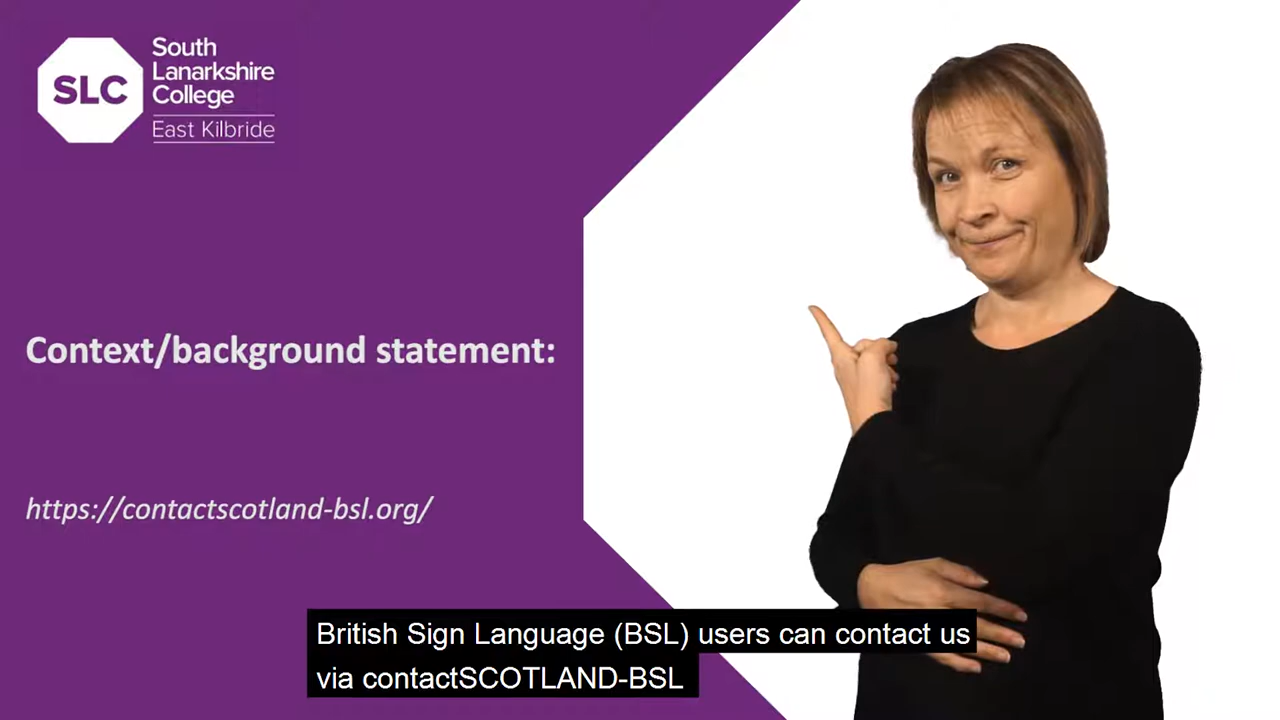 SLC
South
Lanarkshire
College
East Kilbride
Context/background statement:
https://contactscotland-bsl.org/
British Sign Language (BSL) users can contact us
via contactSCOTLAND-BSL